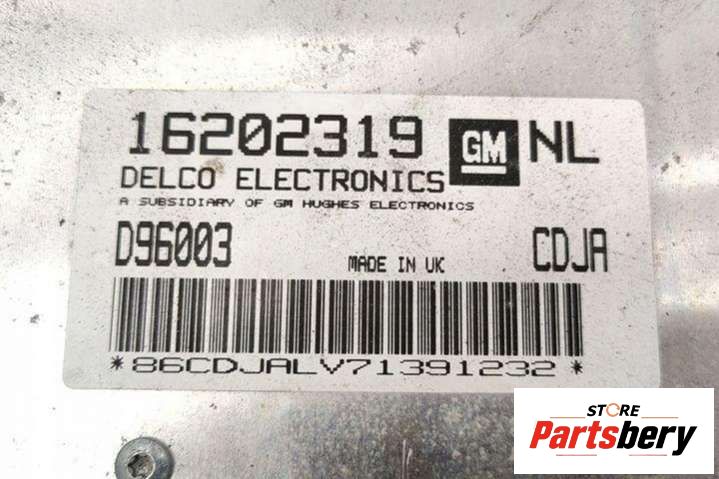 16202319 GM NL
DELCO ELECTRONICS
A SUBSIDIARY OF GM HUGHES ELECTRONICS
D96003 MADE IN UK CDJA
*86CDJALV71391232*
STORE
Partsbery